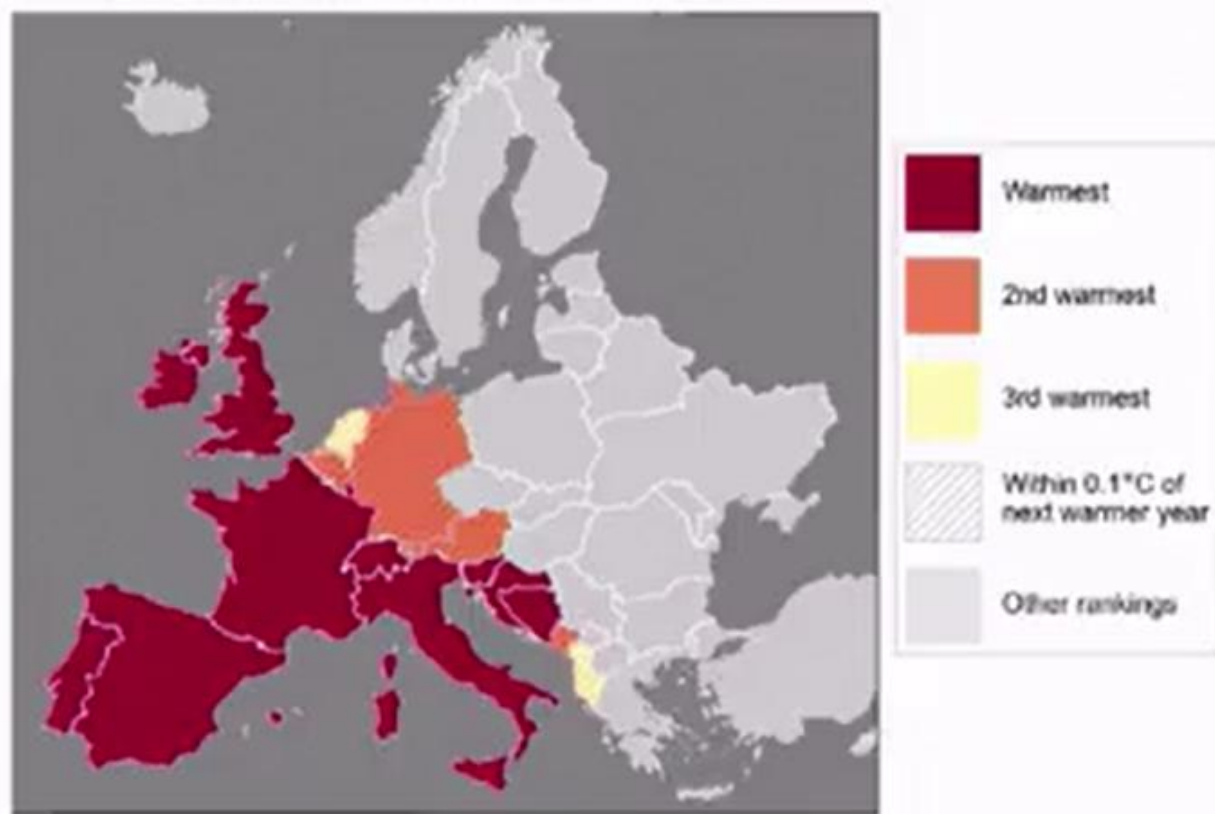 Warmest
2nd warmest
3rd warmest
Within 0.1°C of
next warmer year
Other rankings